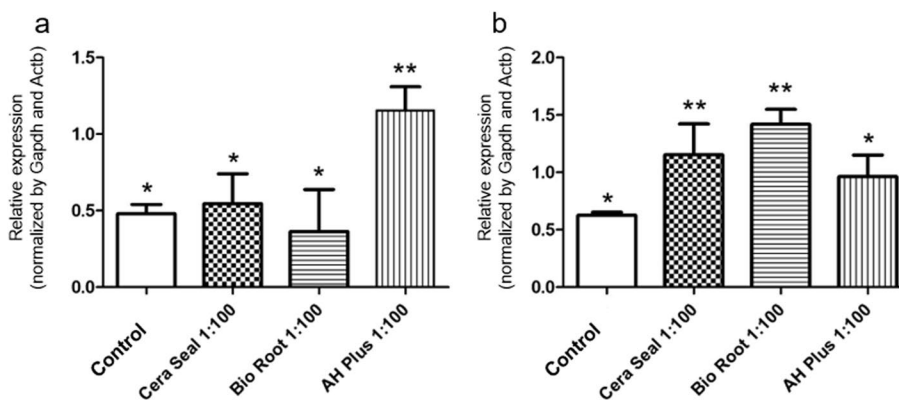 a
Relative expression
(normalized by Gapdh and Actb)
1.5
1.0
0.5
0.0
*
*
*
**
Control
Cera Seal 1:100
Bio Root 1:100
AH Plus 1:100
b
Relative expression
(normalized by Gapdh and Actb)
2.0
1.5
1.0
0.5
0.0
*
**
**
*
Control
Cera Seal 1:100
Bio Root 1:100
AH Plus 1:100